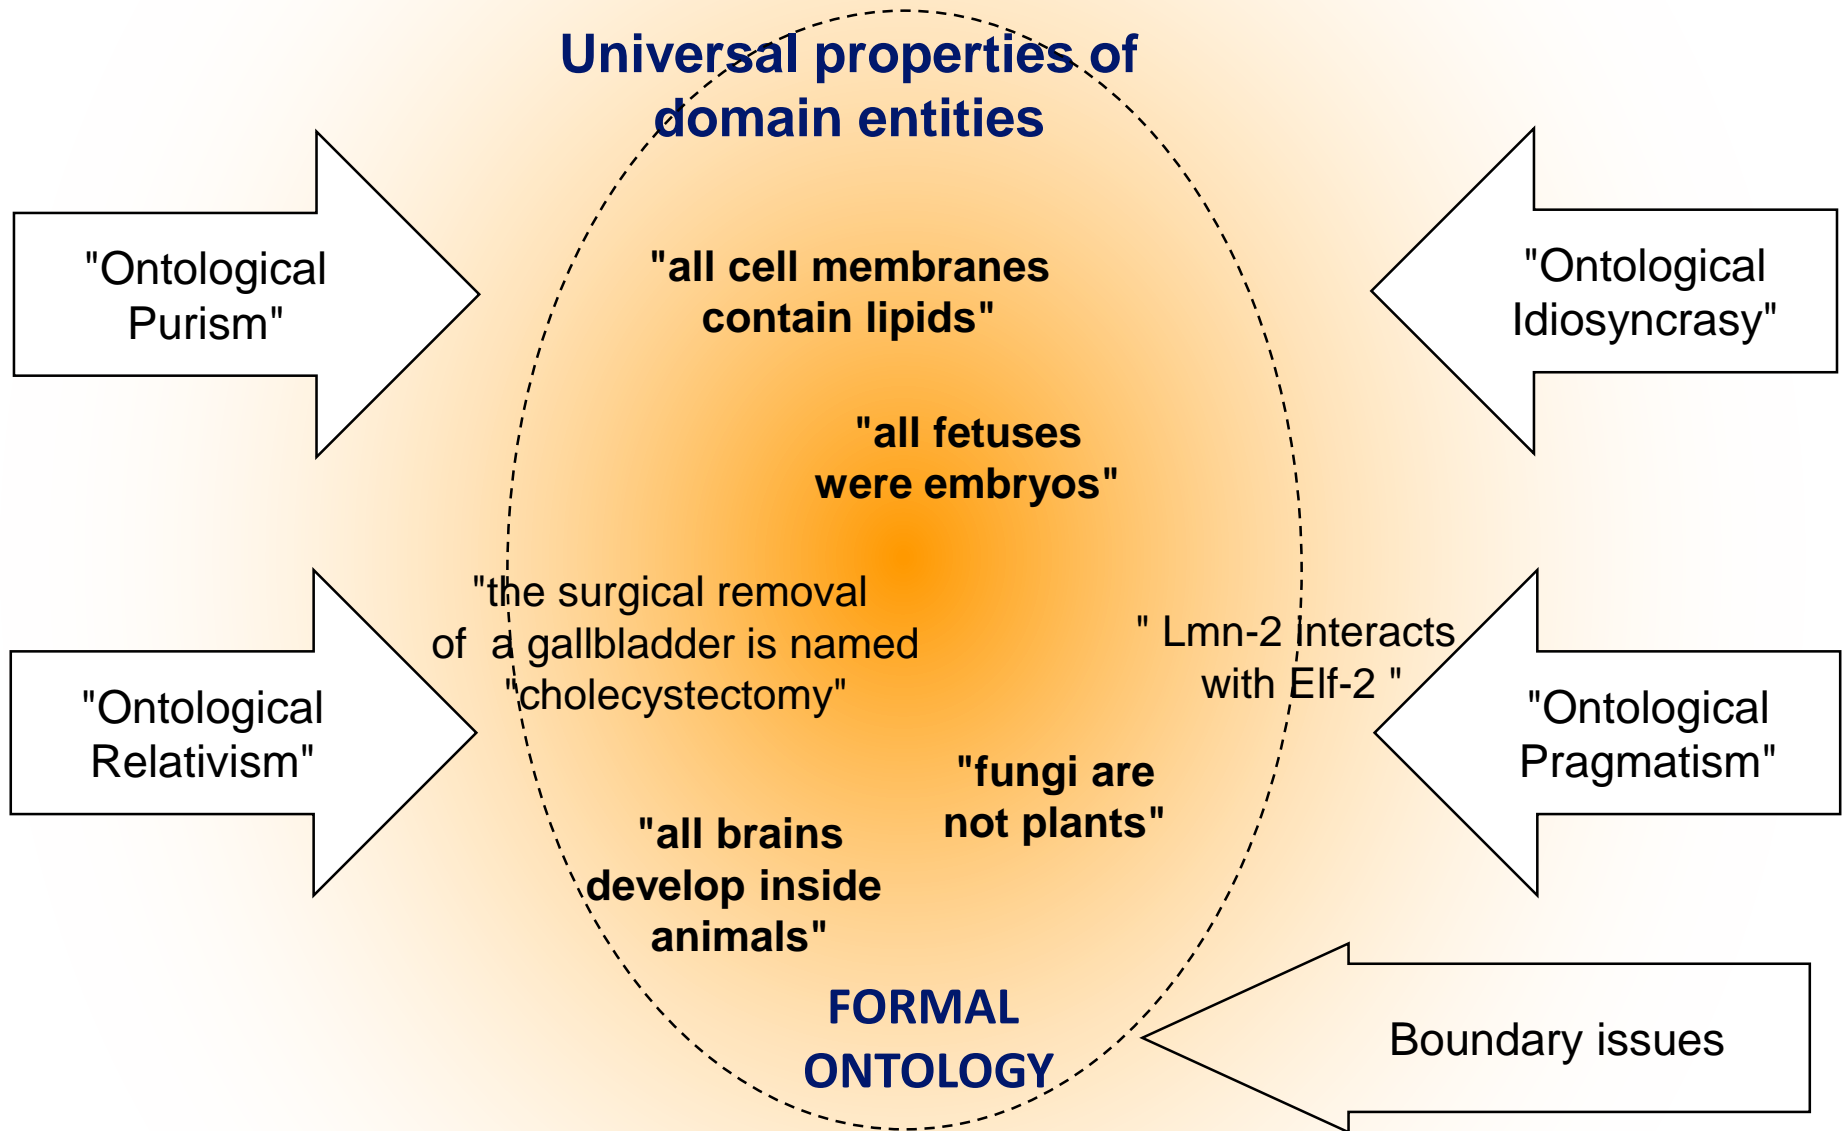 Universal properties of
domain entities
"Ontological
Purism"
"all cell membranes
contain lipids"
"Ontological
Idiosyncrasy"
"all fetuses
were embryos"
"the surgical removal
of a gallbladder is named
"cholecystectomy"
" Lmn-2 interacts
with Elf-2 "
"Ontological
Relativism"
"Ontological
Pragmatism"
"fungi are
not plants"
"all brains
develop inside
animals"
FORMAL
ONTOLOGY
Boundary issues